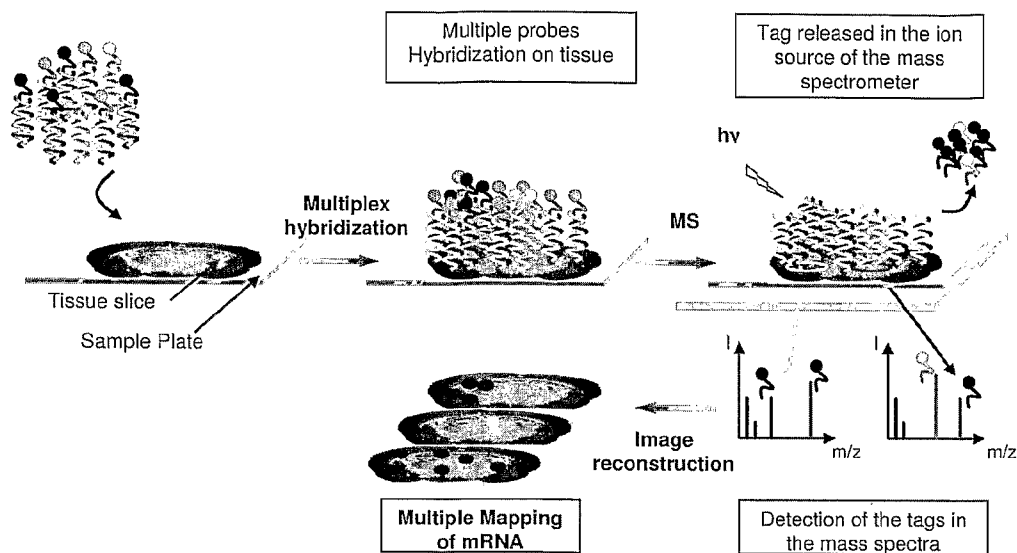 Multiple probes
Hybridization on tissue
Tag released in the ion
source of the mass
spectrometer
hν
Multiplex
hybridization
MS
Tissue slice
Sample Plate
I
m/z
I
m/z
Image
reconstruction
Multiple Mapping
of mRNA
Detection of the tags in
the mass spectra